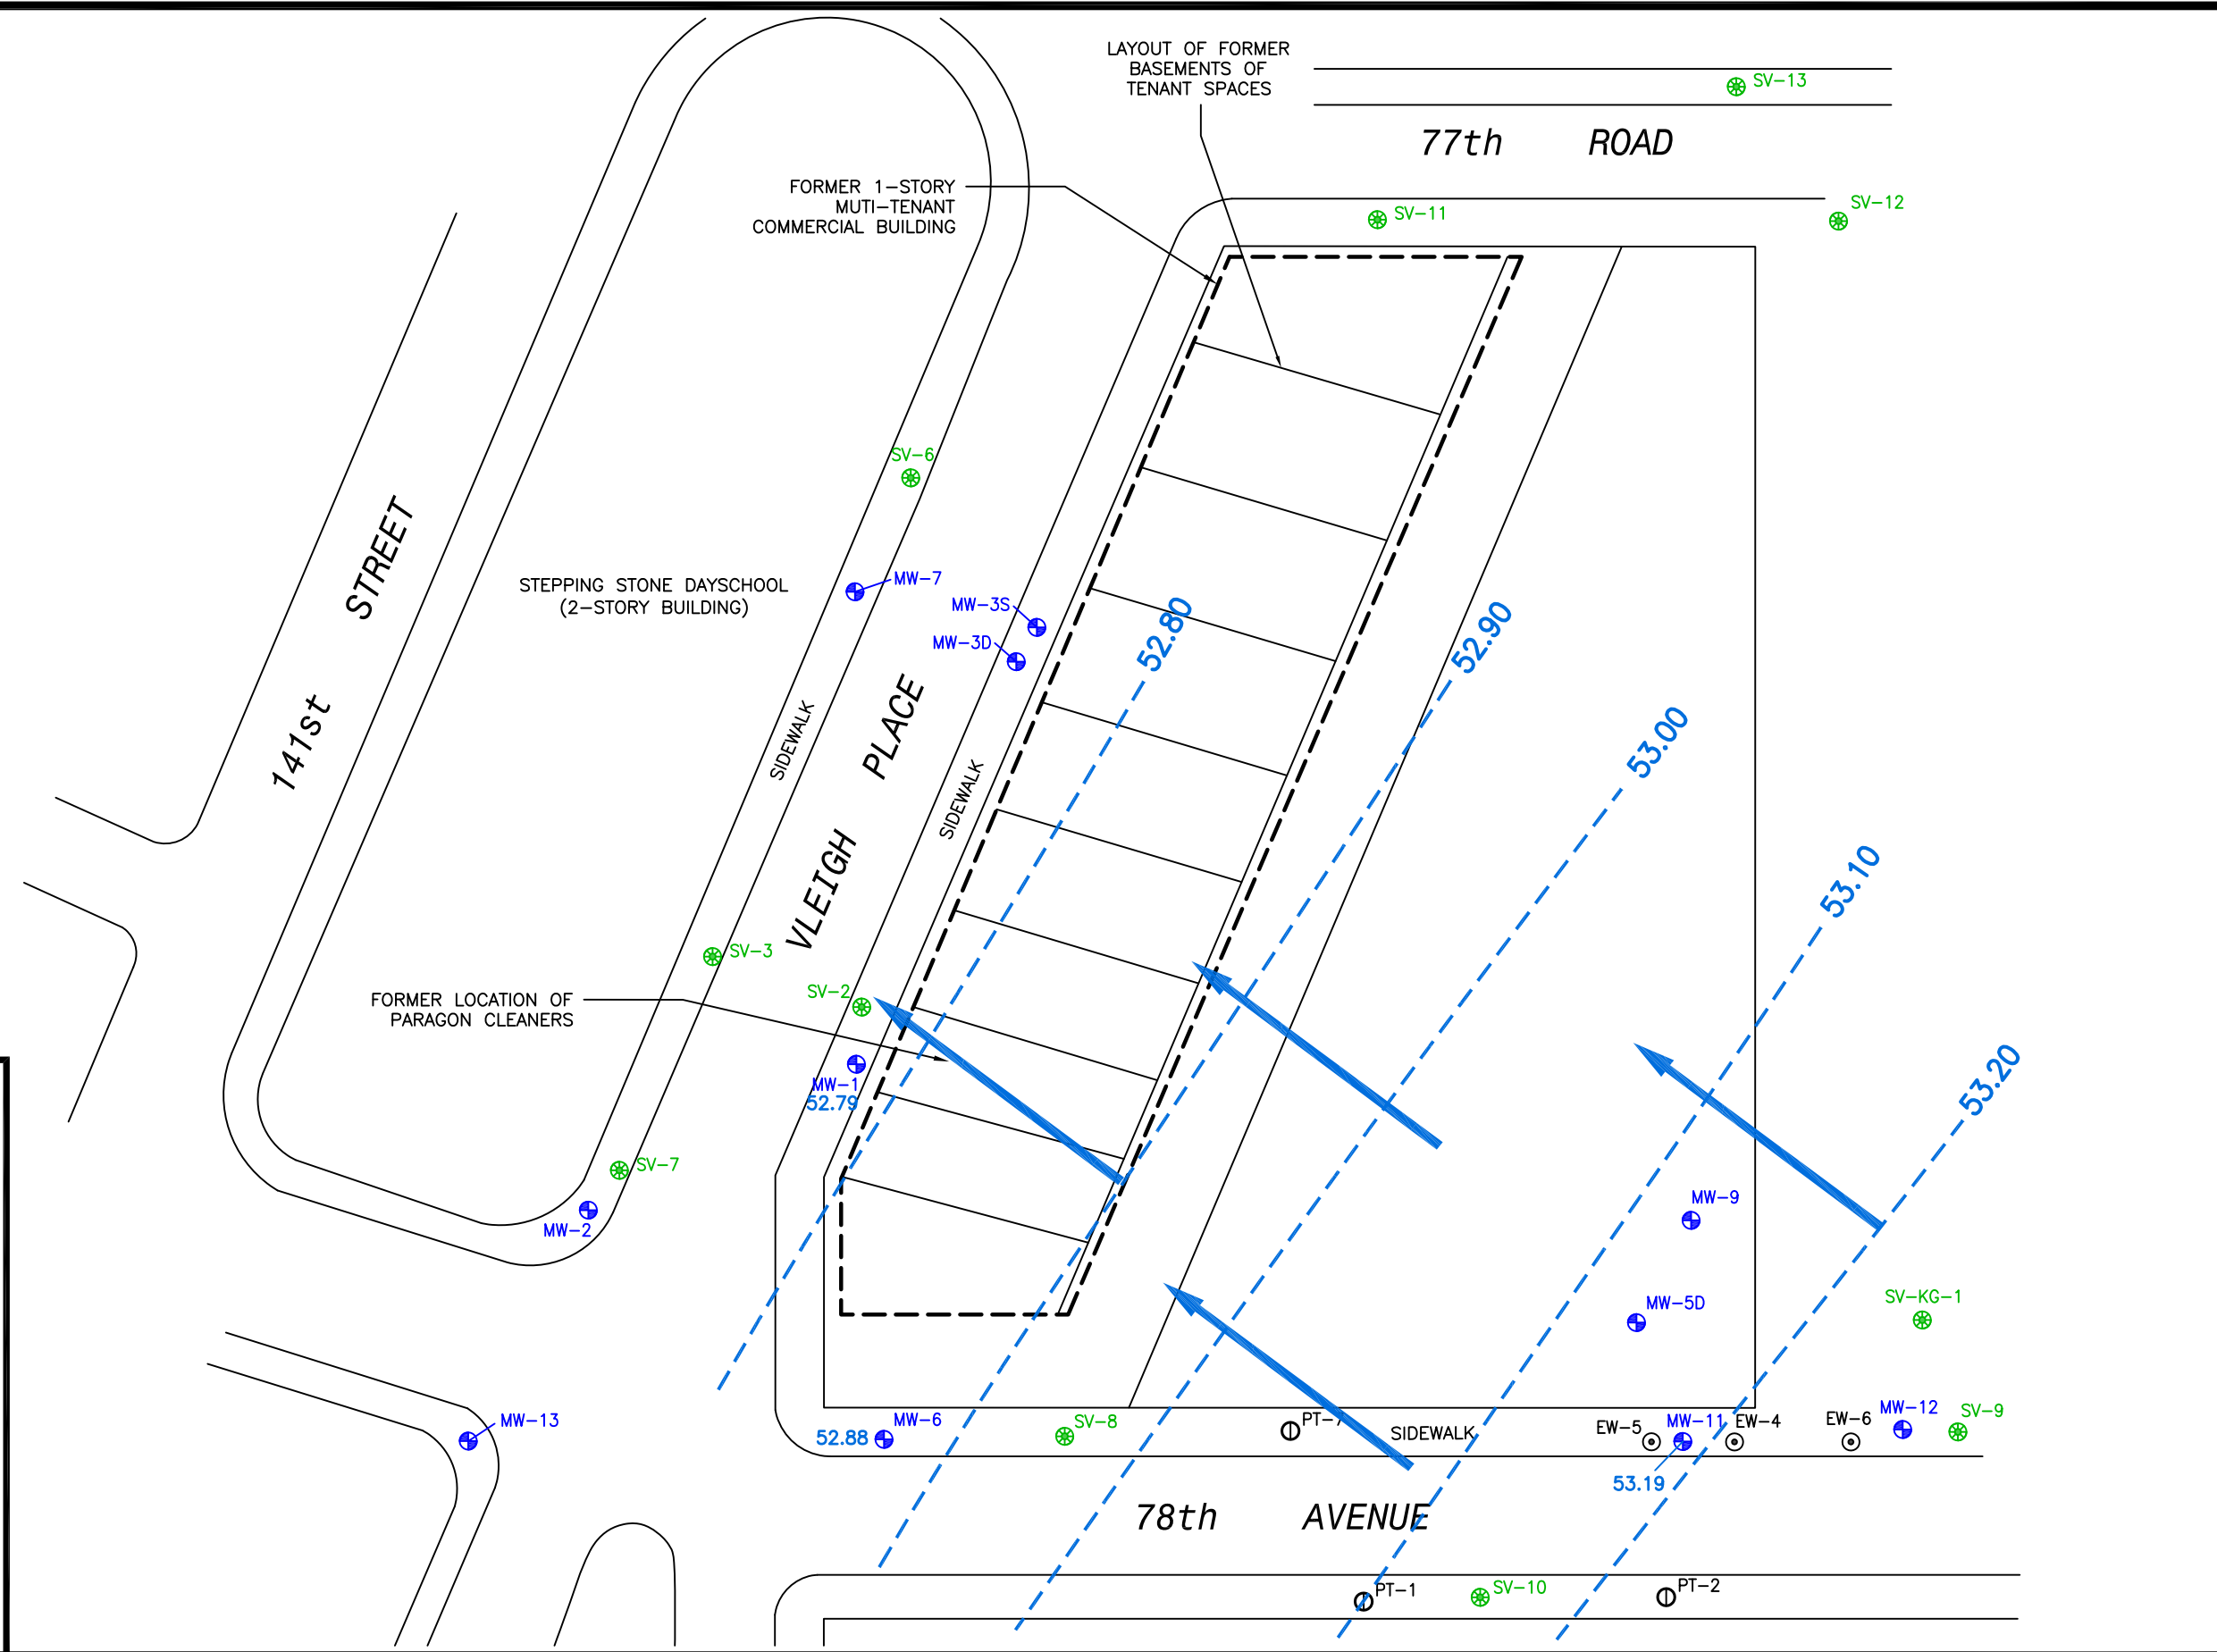 LAYOUT OF FORMER
BASEMENTS OF
TENANT SPACES
SV-13
77th ROAD
FORMER 1-STORY
MUTI-TENANT
COMMERCIAL BUILDING
SV-11
SV-12
SV-6
STEPPING STONE DAYSCHOOL
(2-STORY BUILDING)
MW-7
MW-3S
MW-3D
52.80
52.90
53.00
53.10
53.20
141st STREET
SIDEWALK
VLEIGH PLACE
SIDEWALK
SV-3
SV-2
FORMER LOCATION OF
PARAGON CLEANERS
MW-1
52.79
SV-7
MW-2
MW-9
MW-5D
SV-KG-1
MW-13
MW-6
52.88
SV-8
PT-7
SIDEWALK
EW-5
MW-11
EW-4
EW-6
MW-12
SV-9
53.19
78th AVENUE
PT-1
SV-10
PT-2